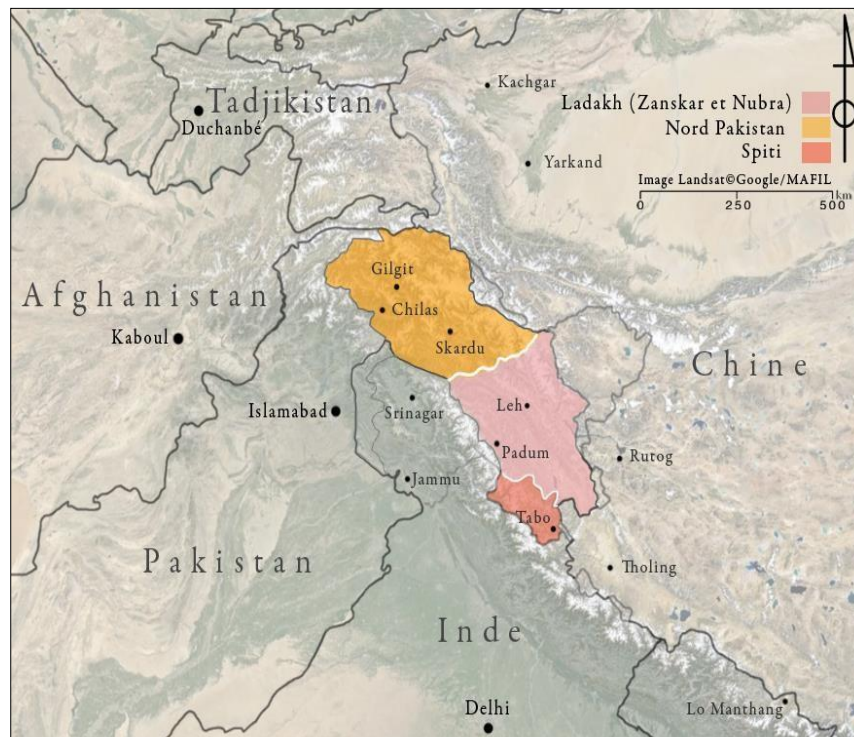 Kachgar
Tadjikistan
Duchanbé
Ladakh (Zanskar et Nubra)
Nord Pakistan
Spiti
Yarkand
Image Landsat©Google/MAFIL
km
0 250 500
Gilgit
Afghanistan
Chilas
Kaboul
Skardu
Chine
Islamabad
Srinagar
Leh
Padum
Rutog
Jammu
Tabo
Pakistan
Tholing
Inde
Delhi
Lo Manthang